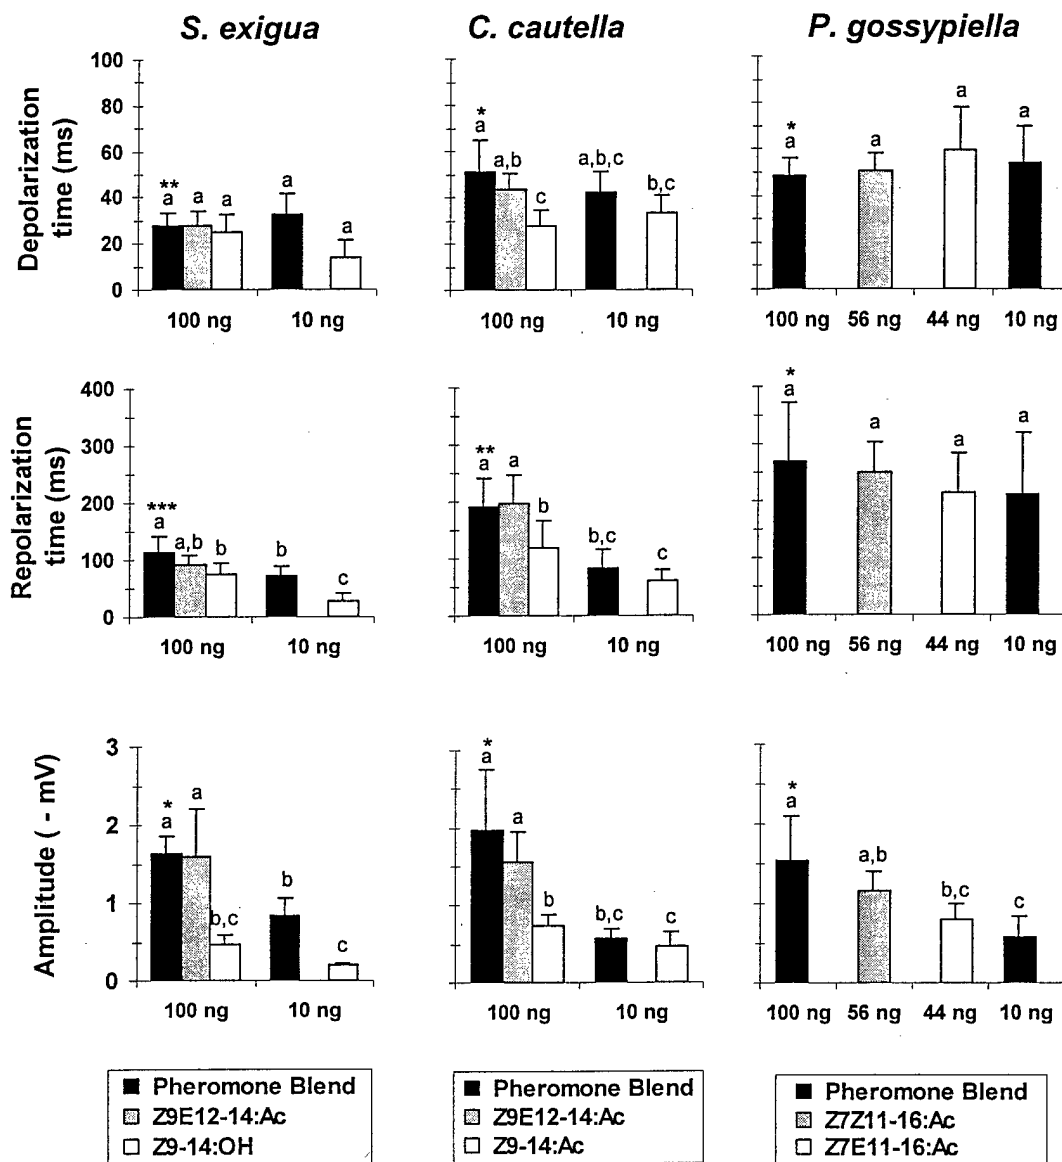 S. exigua
C. cautella
P. gossypiella
Depolarization
time (ms)
100
80
60
40
20
0
**
a
a
a
a
a
100 ng
10 ng
*
a
a,b
c
a,b,c
b,c
100 ng
10 ng
*
a
a
a
a
100 ng
56 ng
44 ng
10 ng
Repolarization
time (ms)
400
300
200
100
0
***
a
a,b
b
b
c
100 ng
10 ng
**
a
a
b
b,c
c
100 ng
10 ng
*
a
a
a
a
100 ng
56 ng
44 ng
10 ng
Amplitude ( - mV)
3
2
1
0
*
a
a
b,c
b
c
100 ng
10 ng
*
a
a
b
b,c
c
100 ng
10 ng
*
a
a,b
b,c
c
100 ng
56 ng
44 ng
10 ng
Pheromone Blend
Z9E12-14:Ac
Z9-14:OH
Pheromone Blend
Z9E12-14:Ac
Z9-14:Ac
Pheromone Blend
Z7Z11-16:Ac
Z7E11-16:Ac